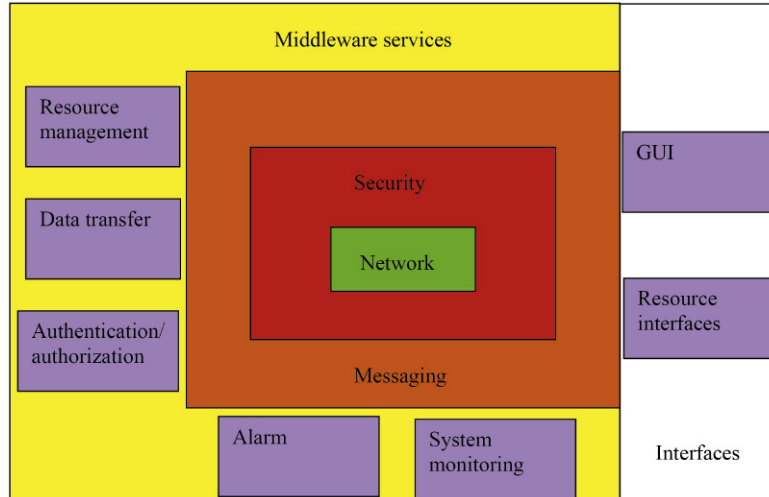 Middleware services
Resource
management
Data transfer
Authentication/
authorization
Security
Network
Messaging
Alarm
System
monitoring
GUI
Resource
interfaces
Interfaces